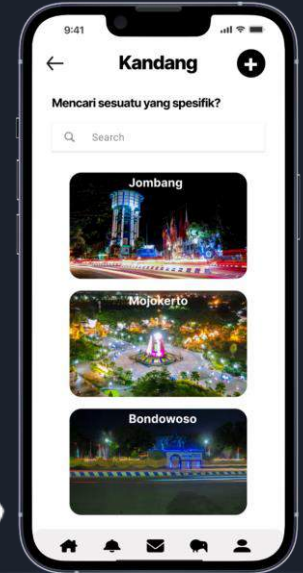 9:41
Kandang
Mencari sesuatu yang spesifik?
Search
Jombang
Mojokerto
Bondowoso